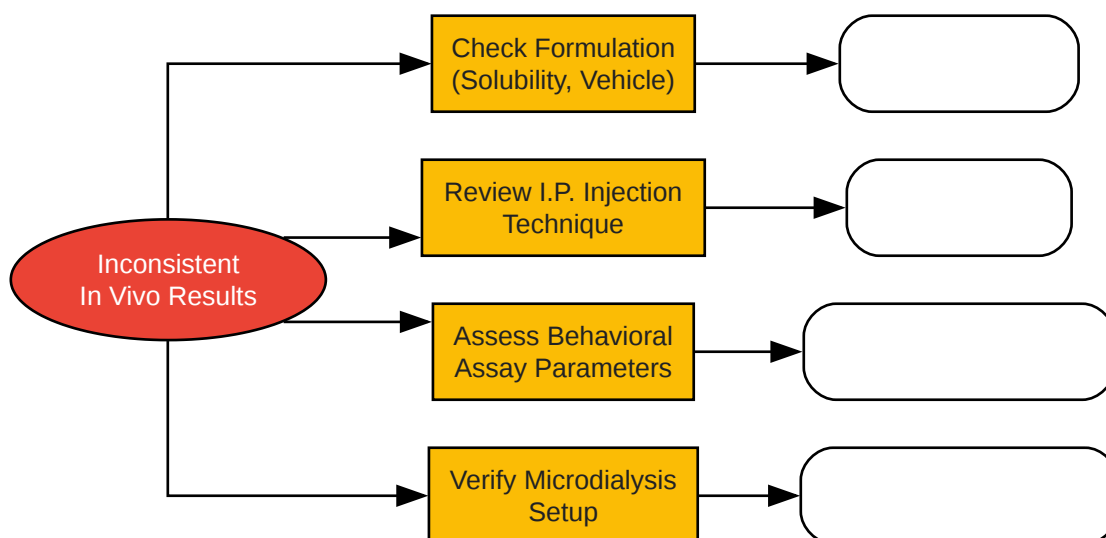 Check Formulation
(Solubility, Vehicle)
Review I.P. Injection
Technique
Inconsistent
In Vivo Results
Assess Behavioral
Assay Parameters
Verify Microdialysis
Setup